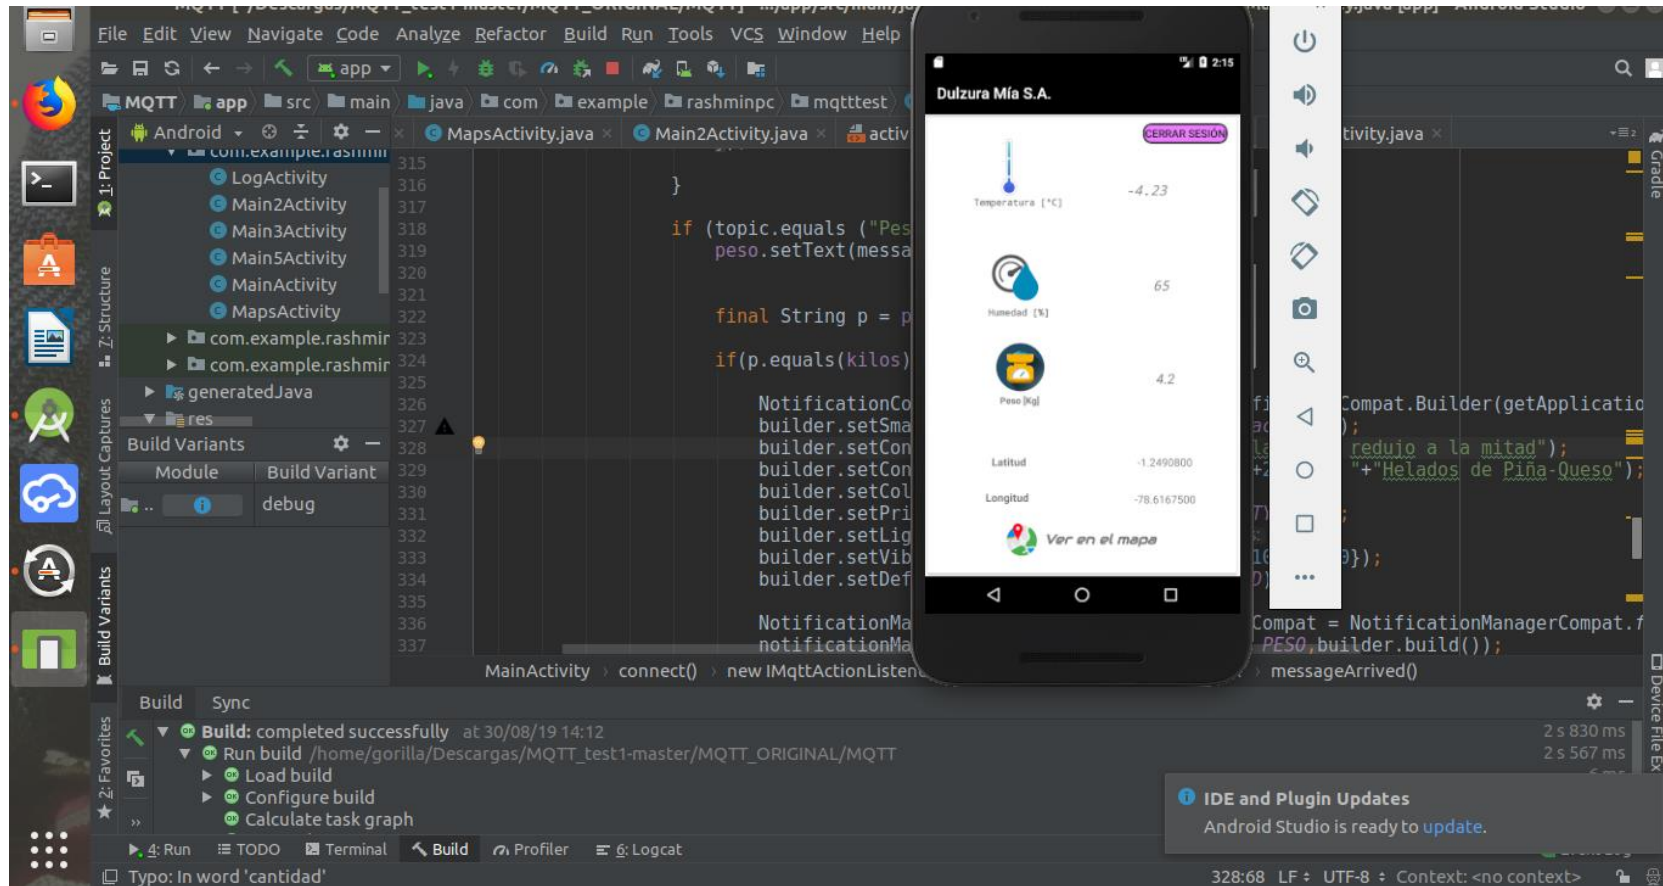 File Edit View Navigate Code Analyze Refactor Build Run Tools VCS Window Help
app
MQTT app src main java com example rashminpc mqtttest
Android
MapsActivity.java Main2Activity.java activ tivity.java
1: Project
7: Structure
Layout Captures
Build Variants
2: Favorites
Gradle
Device File Ex
com.example.rashmin
LogActivity
Main2Activity
Main3Activity
Main5Activity
MainActivity
MapsActivity
com.example.rashmin
com.example.rashmin
generatedJava
res
Build Variants
Module Build Variant
.. debug
315
316 }
317
318 if (topic.equals ("Pes
319 peso.setText(messa
320
321
322 final String p = p
323
324 if(p.equals(kilos)
325
326 NotificationCo Compat.Builder(getApplicatio
327 builder.setSma );
328 builder.setCon redujo a la mitad");
329 builder.setCon "+"Helados de Piña-Queso");
330 builder.setCol
331 builder.setPri ;
332 builder.setLig
333 builder.setVib });
334 builder.setDef
335
336 NotificationMa Compat = NotificationManagerCompat.f
337 notificationMa PESO,builder.build());
MainActivity connect() new IMqttActionListen messageArrived()
2:15
Dulzura Mía S.A.
CERRAR SESIÓN
Temperatura [°C] -4.23
Humedad [%] 65
Peso [Kg] 4.2
Latitud -1.2490800
Longitud -78.6167500
Ver en el mapa
Build Sync
Build: completed successfully at 30/08/19 14:12 2 s 830 ms
Run build /home/gorilla/Descargas/MQTT_test1-master/MQTT_ORIGINAL/MQTT 2 s 567 ms
Load build
Configure build
Calculate task graph
IDE and Plugin Updates
Android Studio is ready to update.
4: Run TODO Terminal Build Profiler 6: Logcat
Typo: In word 'cantidad' 328:68 LF UTF-8 Context: <no context>